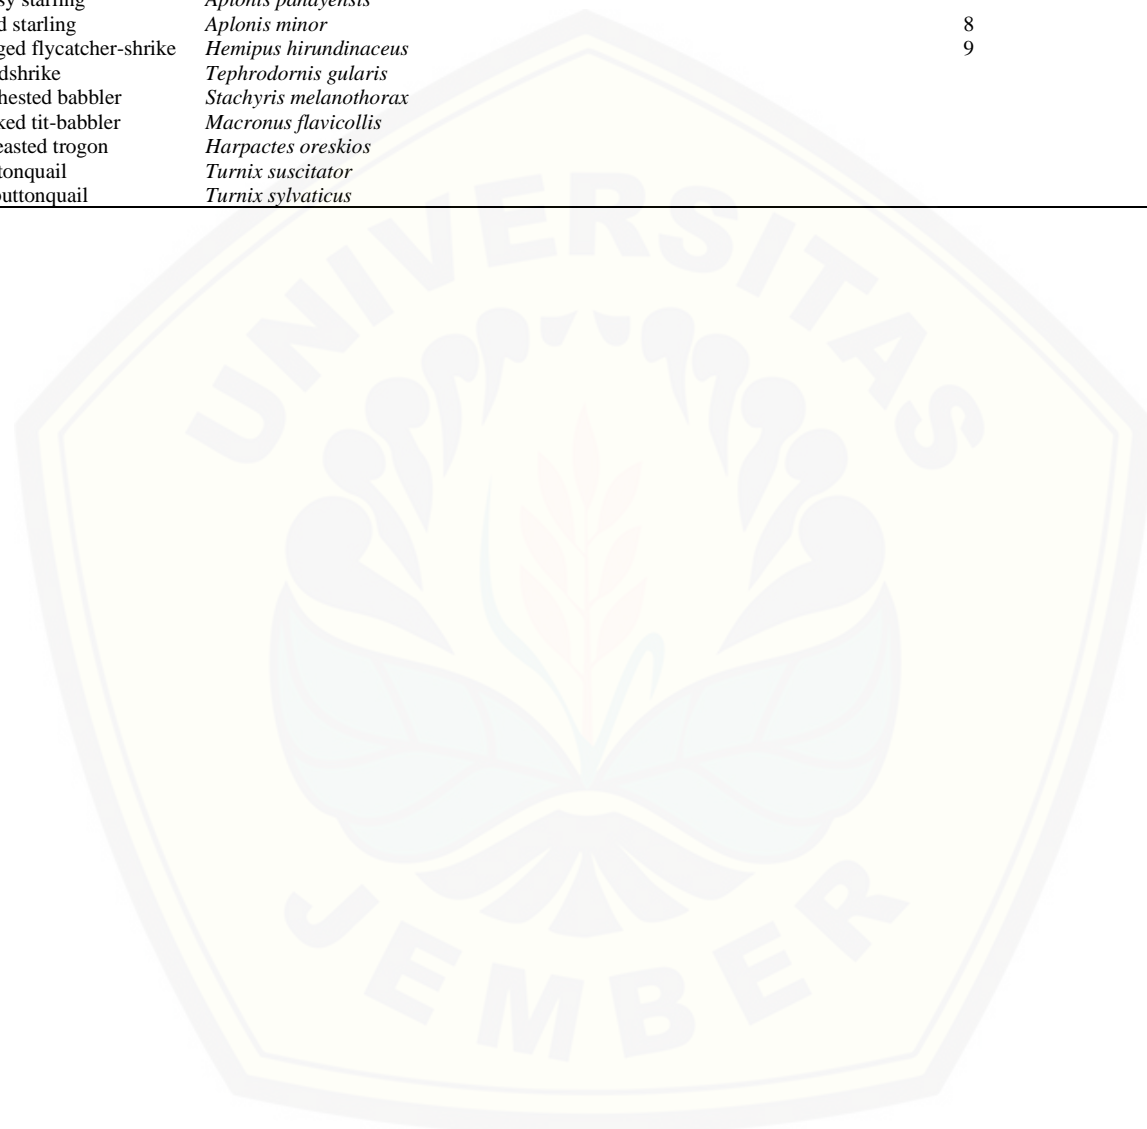 sy starling Aplonis panayensis
d starling Aplonis minor 8
ged flycatcher-shrike Hemipus hirundinaceus 9
dshrike Tephrodornis gularis
hested babbler Stachyris melanothorax
ked tit-babbler Macronus flavicollis
easted trogon Harpactes oreskios
tonquail Turnix suscitator
buttonquail Turnix sylvaticus
UNIVERSITAS
JEMBER